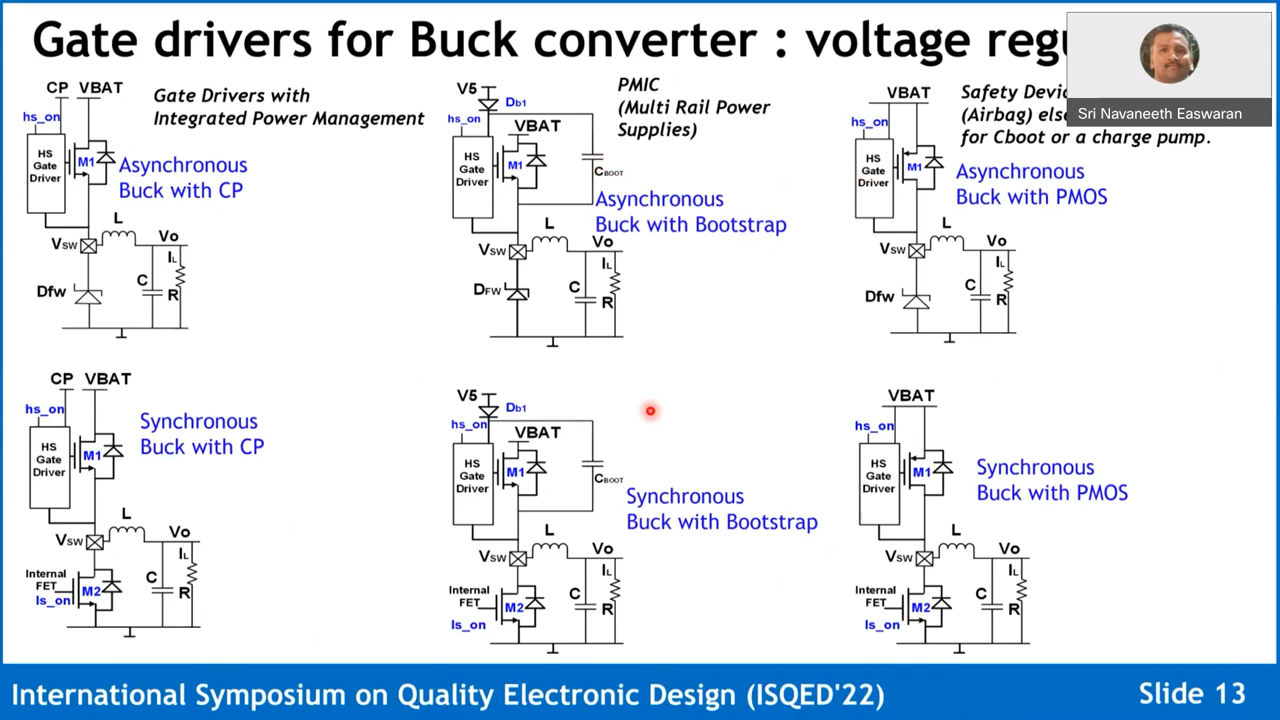 Gate drivers for Buck converter : voltage regu
Sri Navaneeth Easwaran
CP VBAT
hs_on
HS
Gate
Driver
M1
Gate Drivers with
Integrated Power Management
Asynchronous
Buck with CP
L
Vo
VSW
IL
C
R
Dfw
V5
Db1
hs_on
VBAT
HS
Gate
Driver
M1
CBOOT
PMIC
(Multi Rail Power
Supplies)
Asynchronous
Buck with Bootstrap
L
Vo
VSW
IL
C
R
DFW
VBAT
hs_on
HS
Gate
Driver
M1
Safety
(Airbag)
for Cboot or a charge pump.
Asynchronous
Buck with PMOS
L
Vo
VSW
IL
C
R
Dfw
CP VBAT
hs_on
HS
Gate
Driver
M1
Synchronous
Buck with CP
L
Vo
VSW
IL
C
R
Internal
FET
ls_on
M2
V5
Db1
hs_on
VBAT
HS
Gate
Driver
M1
CBOOT
Synchronous
Buck with Bootstrap
L
Vo
VSW
IL
C
R
Internal
FET
ls_on
M2
VBAT
hs_on
HS
Gate
Driver
M1
Synchronous
Buck with PMOS
L
Vo
VSW
IL
C
R
Internal
FET
ls_on
M2
International Symposium on Quality Electronic Design (ISQED'22)
Slide 13